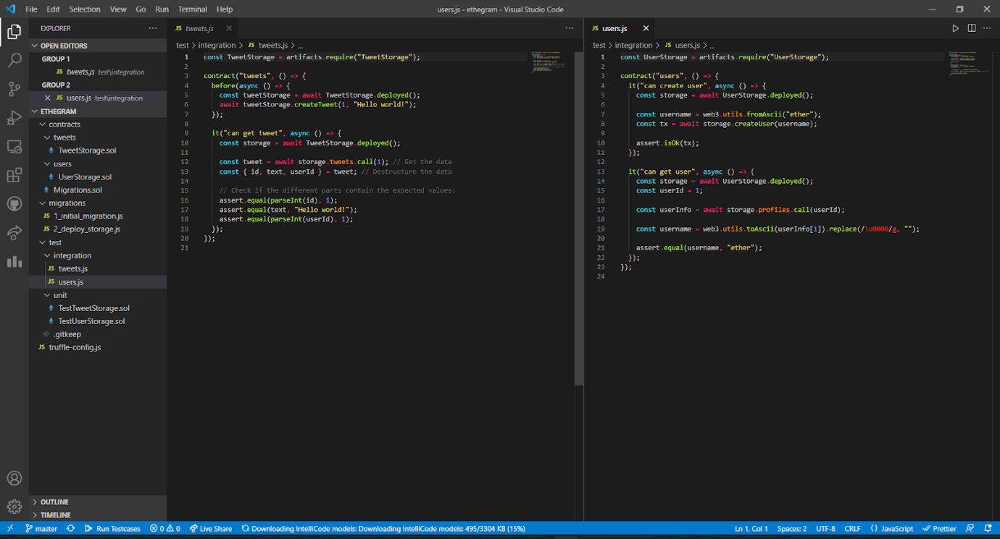 File Edit Selection View Go Run Terminal Help
users.js - ethegram - Visual Studio Code
EXPLORER
OPEN EDITORS
GROUP 1
JS tweets.js test\integration
GROUP 2
JS users.js test\integration
ETHEGRAM
contracts
tweets
TweetStorage.sol
users
UserStorage.sol
Migrations.sol
migrations
JS 1_initial_migration.js
JS 2_deploy_storage.js
test
integration
JS tweets.js
JS users.js
unit
TestTweetStorage.sol
TestUserStorage.sol
.gitkeep
JS truffle-config.js
OUTLINE
TIMELINE
JS tweets.js
test > integration > JS tweets.js > ...
1 const TweetStorage = artifacts.require("TweetStorage");
2
3 contract("tweets", () => {
4 before(async () => {
5 const tweetStorage = await TweetStorage.deployed();
6 await tweetStorage.createTweet(1, "Hello world!");
7 });
8
9 it("can get tweet", async () => {
10 const storage = await TweetStorage.deployed();
11
12 const tweet = await storage.tweets.call(1); // Get the data
13 const { id, text, userId } = tweet; // Destructure the data
14
15 // Check if the different parts contain the expected values:
16 assert.equal(parseInt(id), 1);
17 assert.equal(text, "Hello world!");
18 assert.equal(parseInt(userId), 1);
19 });
20 });
21
JS users.js
test > integration > JS users.js > ...
1 const UserStorage = artifacts.require("UserStorage");
2
3 contract("users", () => {
4 it("can create user", async () => {
5 const storage = await UserStorage.deployed();
6
7 const username = web3.utils.fromAscii("ether");
8 const tx = await storage.createUser(username);
9
10 assert.isOk(tx);
11 });
12
13 it("can get user", async () => {
14 const storage = await UserStorage.deployed();
15 const userId = 1;
16
17 const userInfo = await storage.profiles.call(userId);
18
19 const username = web3.utils.toAscii(userInfo[1]).replace(/\u0000/g, "");
20
21 assert.equal(username, "ether");
22 });
23 });
24
master Run Testcases 0 0 Live Share Downloading IntelliCode models: Downloading IntelliCode models: 495/3304 KB (15%)
Ln 1, Col 1 Spaces: 2 UTF-8 CRLF {} JavaScript Prettier